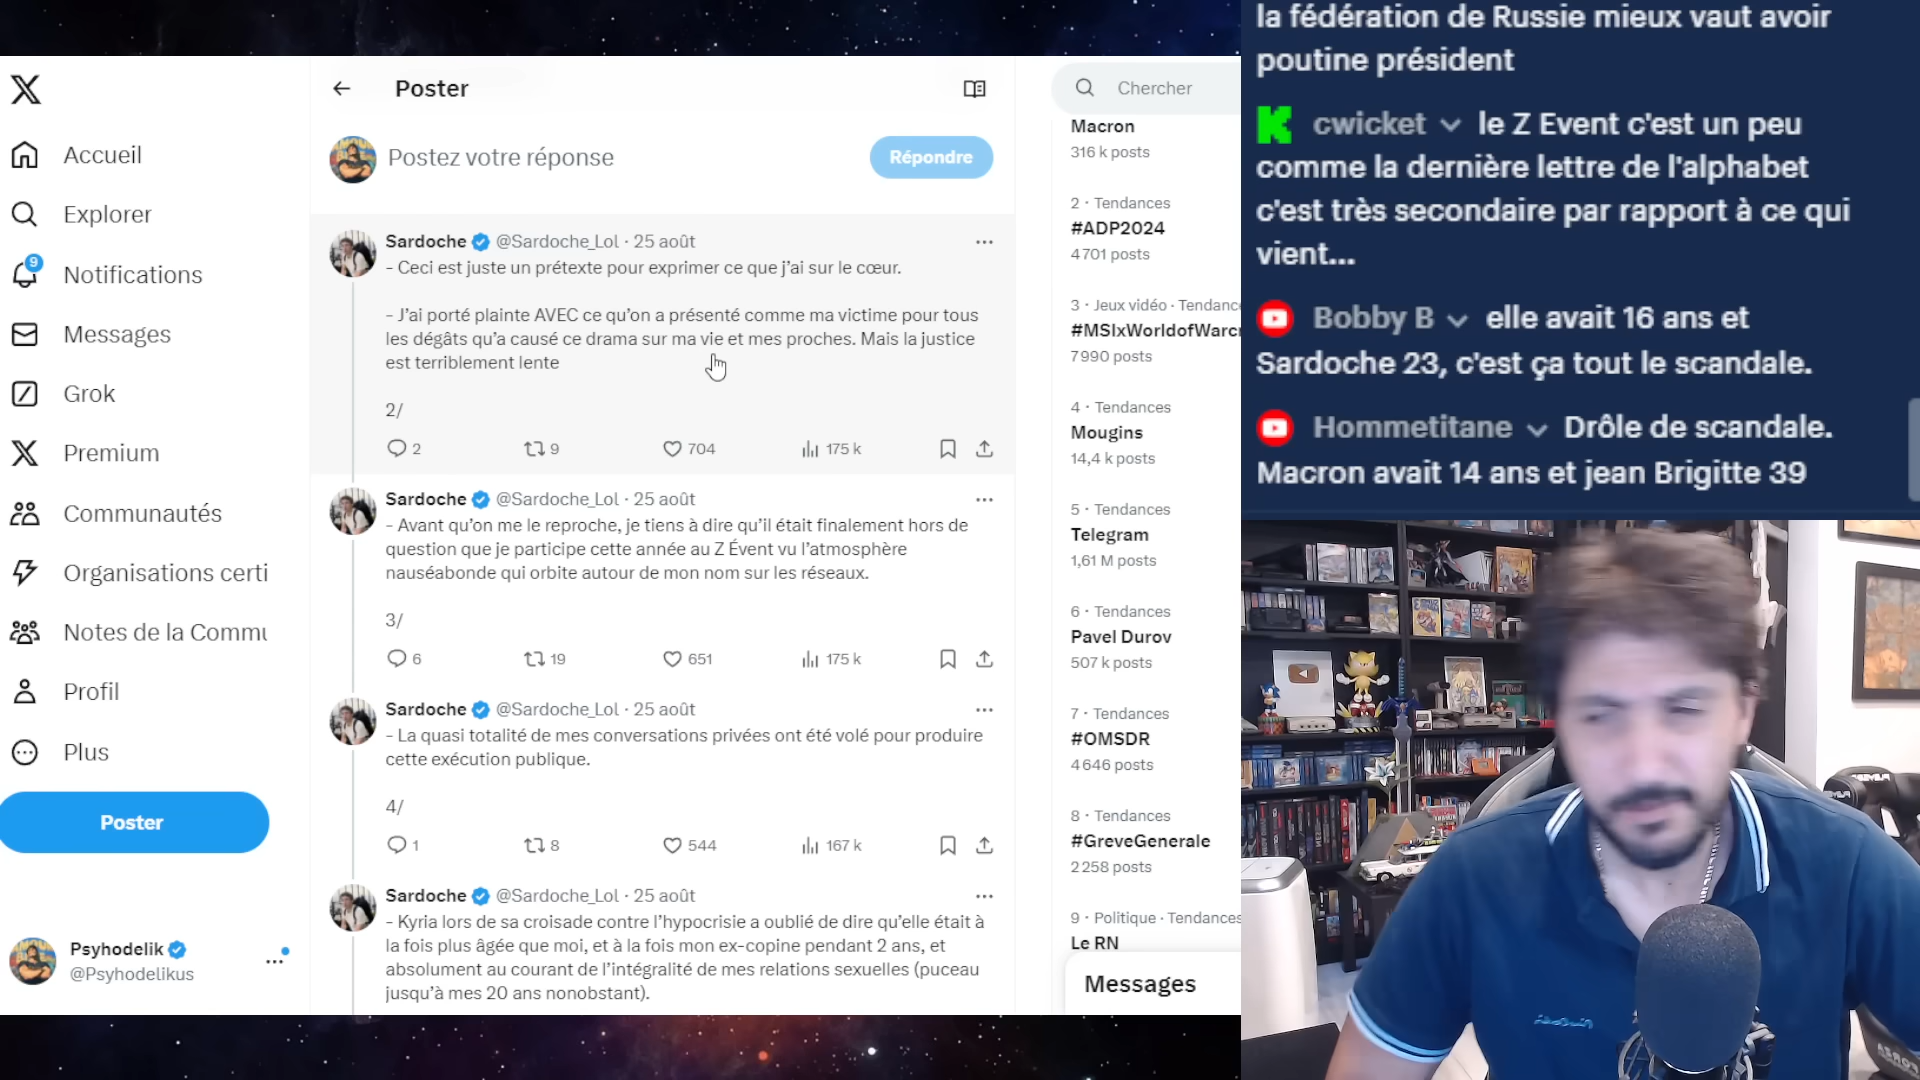 Accueil
Explorer
9
Notifications
Messages
Grok
Premium
Communautés
Organisations certi
Notes de la Commu
Profil
Plus
Poster
Psyhodelik
@Psyhodelikus
Poster
Postez votre réponse
Répondre
Sardoche @Sardoche_Lol · 25 août
- Ceci est juste un prétexte pour exprimer ce que j’ai sur le cœur.
- J’ai porté plainte AVEC ce qu’on a présenté comme ma victime pour tous
les dégâts qu’a causé ce drama sur ma vie et mes proches. Mais la justice
est terriblement lente
2/
2 9 704 175 k
Sardoche @Sardoche_Lol · 25 août
- Avant qu’on me le reproche, je tiens à dire qu’il était finalement hors de
question que je participe cette année au Z Évent vu l’atmosphère
nauséabonde qui orbite autour de mon nom sur les réseaux.
3/
6 19 651 175 k
Sardoche @Sardoche_Lol · 25 août
- La quasi totalité de mes conversations privées ont été volé pour produire
cette exécution publique.
4/
1 8 544 167 k
Sardoche @Sardoche_Lol · 25 août
- Kyria lors de sa croisade contre l’hypocrisie a oublié de dire qu’elle était à
la fois plus âgée que moi, et à la fois mon ex-copine pendant 2 ans, et
absolument au courant de l’intégralité de mes relations sexuelles (puceau
jusqu’à mes 20 ans nonobstant).
Chercher
Macron
316 k posts
2 · Tendances
#ADP2024
4 701 posts
3 · Jeux vidéo · Tendance
#MSIxWorldofWarcr
7 990 posts
4 · Tendances
Mougins
14,4 k posts
5 · Tendances
Telegram
1,61 M posts
6 · Tendances
Pavel Durov
507 k posts
7 · Tendances
#OMSDR
4 646 posts
8 · Tendances
#GreveGenerale
2 258 posts
9 · Politique · Tendances
Le RN
Messages
la fédération de Russie mieux vaut avoir
poutine président
cwicket le Z Event c'est un peu
comme la dernière lettre de l'alphabet
c'est très secondaire par rapport à ce qui
vient...
Bobby B elle avait 16 ans et
Sardoche 23, c'est ça tout le scandale.
Hommetitane Drôle de scandale.
Macron avait 14 ans et jean Brigitte 39